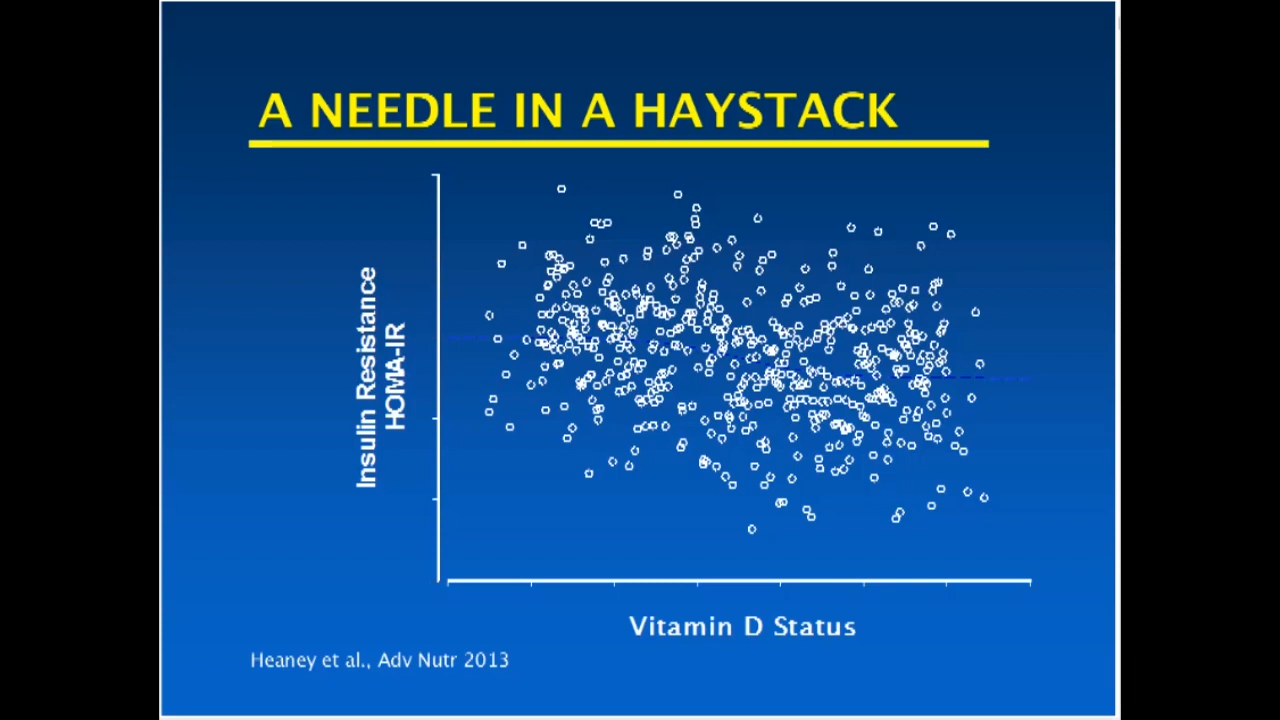 A NEEDLE IN A HAYSTACK
Insulin Resistance
HOMA-IR
Vitamin D Status
Heaney et al., Adv Nutr 2013